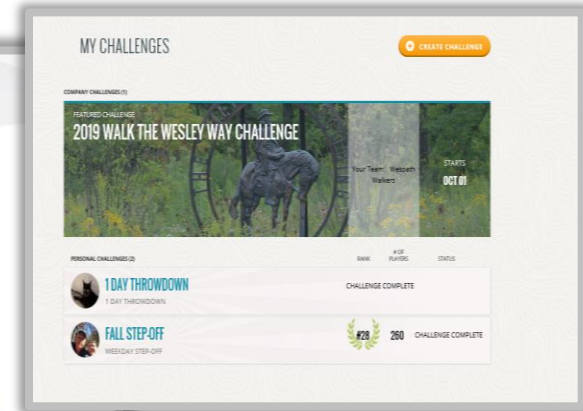 MY CHALLENGES
CREATE CHALLENGE
COMPANY CHALLENGES (1)
FEATURED CHALLENGE
2019 WALK THE WESLEY WAY CHALLENGE
Your Team: Wespath
Walkers
STARTS
OCT 01
PERSONAL CHALLENGES (2)
RANK
# OF
PLAYERS
STATUS
1 DAY THROWDOWN
1 DAY THROWDOWN
CHALLENGE COMPLETE
FALL STEP-OFF
WEEKDAY STEP-OFF
#28
260
CHALLENGE COMPLETE